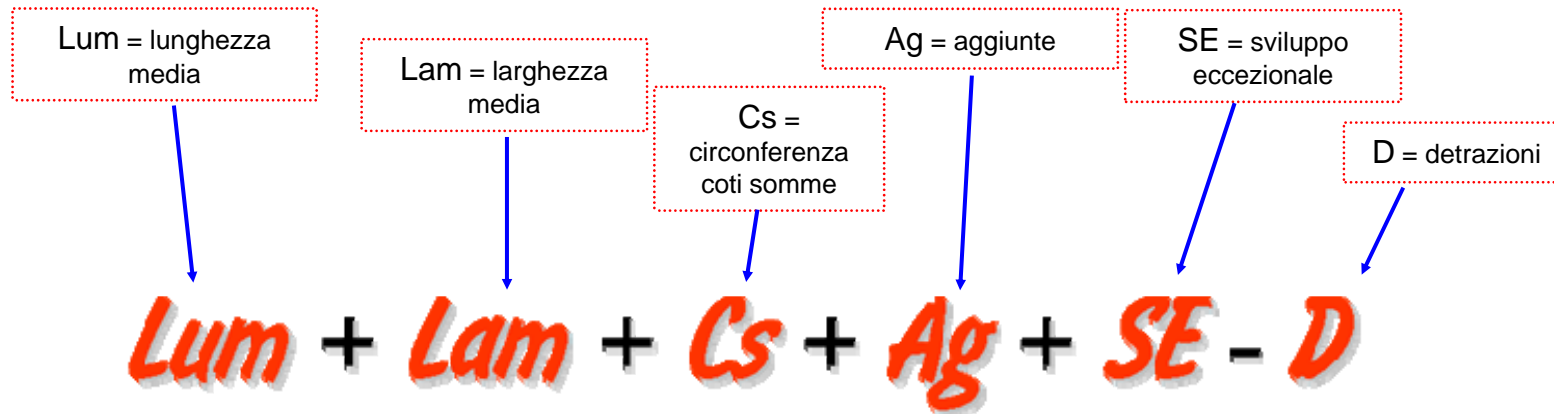 Lum = lunghezza
media
Lam = larghezza
media
Cs =
circonferenza
coti somme
Ag = aggiunte
SE = sviluppo
eccezionale
D = detrazioni
Lum + Lam + Cs + Ag + SE - D